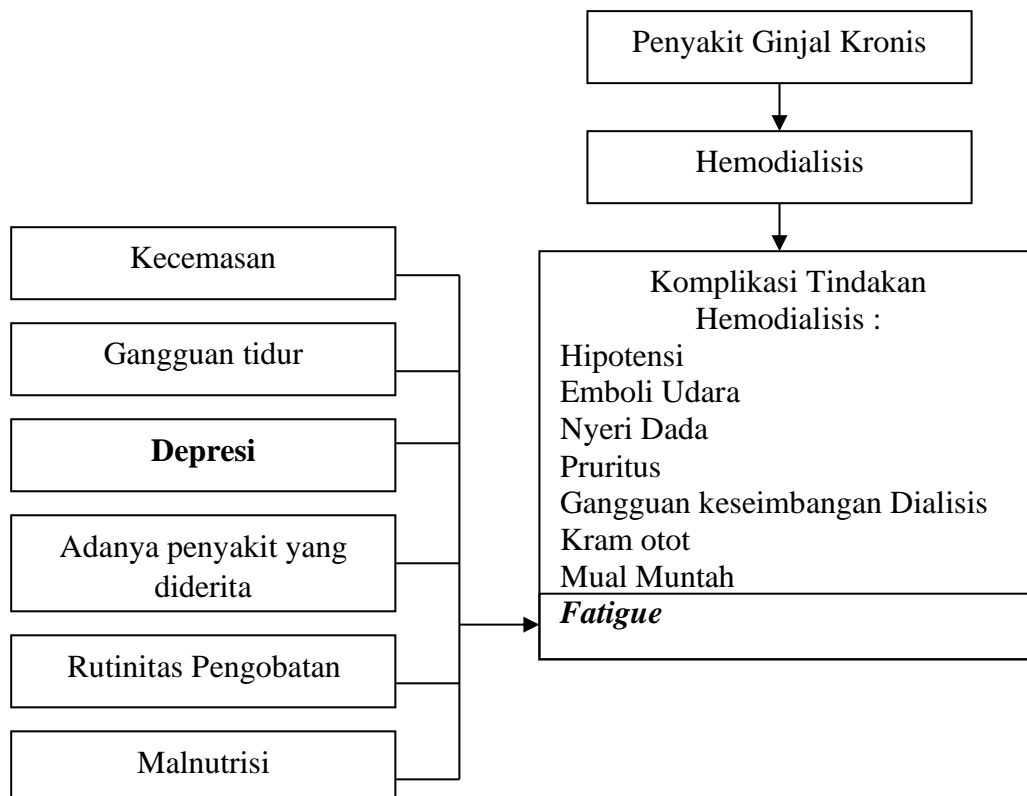 Penyakit Ginjal Kronis
Hemodialisis
Kecemasan
Gangguan tidur
Depresi
Adanya penyakit yang
diderita
Rutinitas Pengobatan
Malnutrisi
Komplikasi Tindakan
Hemodialisis :
Hipotensi
Emboli Udara
Nyeri Dada
Pruritus
Gangguan keseimbangan Dialisis
Kram otot
Mual Muntah
Fatigue